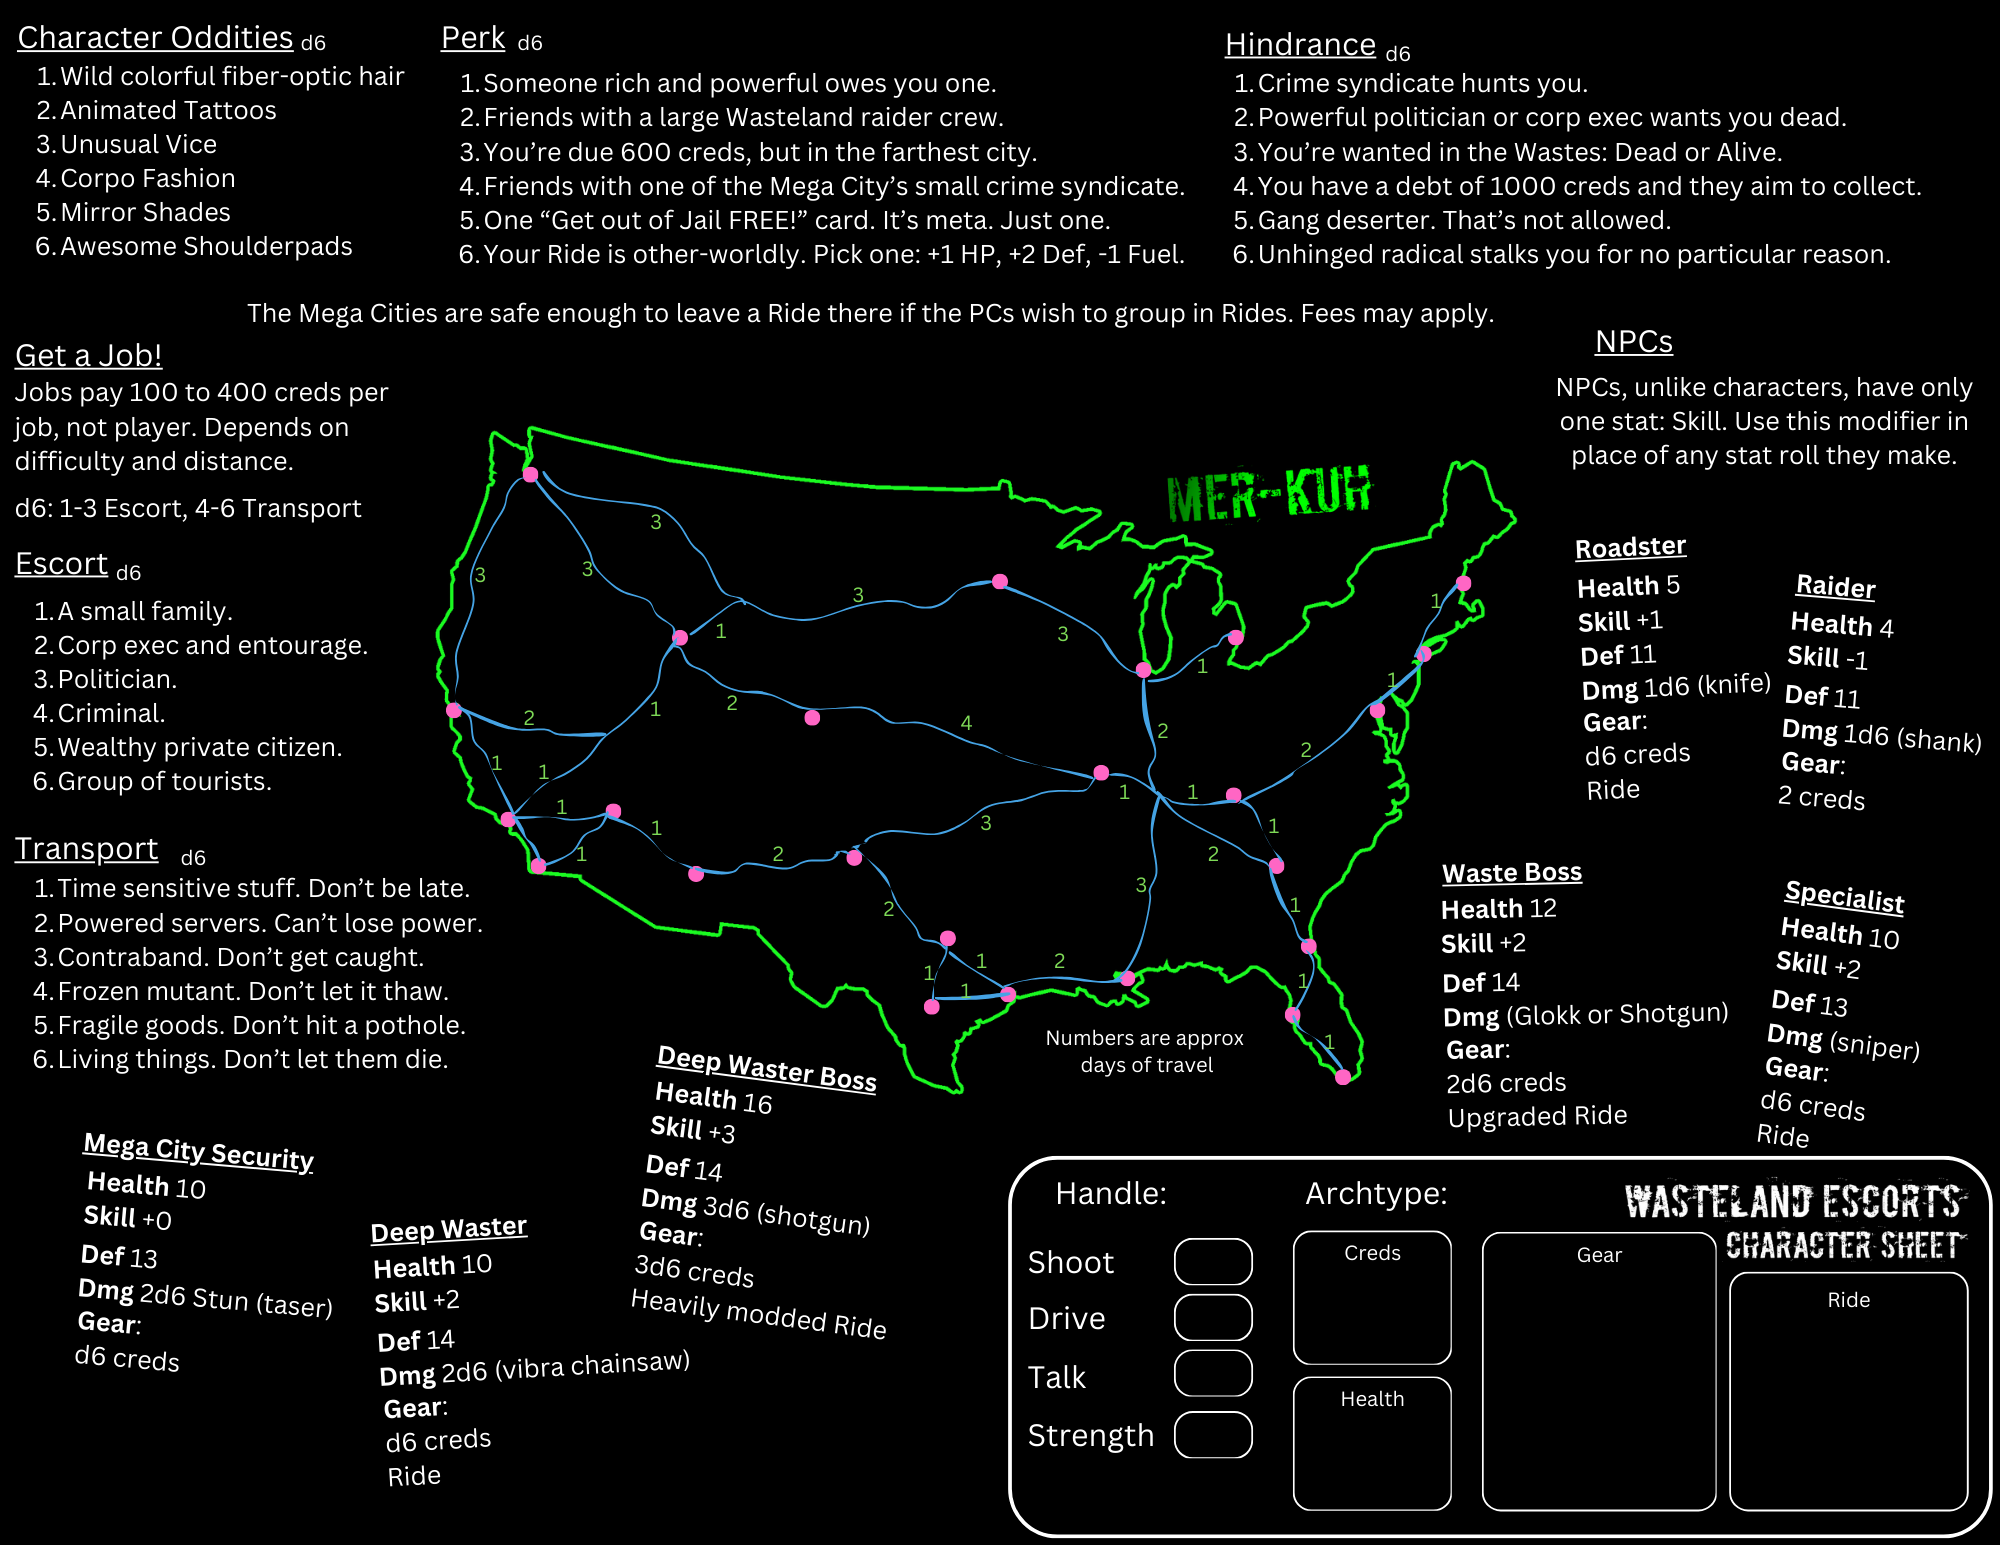 Character Oddities d6
1. Wild colorful fiber-optic hair
2. Animated Tattoos
3. Unusual Vice
4. Corpo Fashion
5. Mirror Shades
6. Awesome Shoulderpads
Perk d6
1. Someone rich and powerful owes you one.
2. Friends with a large Wasteland raider crew.
3. You’re due 600 creds, but in the farthest city.
4. Friends with one of the Mega City’s small crime syndicate.
5. One “Get out of Jail FREE!” card. It’s meta. Just one.
6. Your Ride is other-worldly. Pick one: +1 HP, +2 Def, -1 Fuel.
Hindrance d6
1. Crime syndicate hunts you.
2. Powerful politician or corp exec wants you dead.
3. You’re wanted in the Wastes: Dead or Alive.
4. You have a debt of 1000 creds and they aim to collect.
5. Gang deserter. That’s not allowed.
6. Unhinged radical stalks you for no particular reason.
The Mega Cities are safe enough to leave a Ride there if the PCs wish to group in Rides. Fees may apply.
Get a Job!
Jobs pay 100 to 400 creds per
job, not player. Depends on
difficulty and distance.
d6: 1-3 Escort, 4-6 Transport
Escort d6
1. A small family.
2. Corp exec and entourage.
3. Politician.
4. Criminal.
5. Wealthy private citizen.
6. Group of tourists.
Transport d6
1. Time sensitive stuff. Don’t be late.
2. Powered servers. Can’t lose power.
3. Contraband. Don’t get caught.
4. Frozen mutant. Don’t let it thaw.
5. Fragile goods. Don’t hit a pothole.
6. Living things. Don’t let them die.
MER-KUH
3
3
3
3
1
3
1
1
1
2
1
2
4
2
2
1
1
1
1
1
1
2
3
1
1
2
1
3
2
1
1
1
1
2
1
1
Numbers are approx
days of travel
NPCs
NPCs, unlike characters, have only
one stat: Skill. Use this modifier in
place of any stat roll they make.
Roadster
Health 5
Skill +1
Def 11
Dmg 1d6 (knife)
Gear:
d6 creds
Ride
Raider
Health 4
Skill -1
Def 11
Dmg 1d6 (shank)
Gear:
2 creds
Waste Boss
Health 12
Skill +2
Def 14
Dmg (Glokk or Shotgun)
Gear:
2d6 creds
Upgraded Ride
Specialist
Health 10
Skill +2
Def 13
Dmg (sniper)
Gear:
d6 creds
Ride
Mega City Security
Health 10
Skill +0
Def 13
Dmg 2d6 Stun (taser)
Gear:
d6 creds
Deep Waster
Health 10
Skill +2
Def 14
Dmg 2d6 (vibra chainsaw)
Gear:
d6 creds
Ride
Deep Waster Boss
Health 16
Skill +3
Def 14
Dmg 3d6 (shotgun)
Gear:
3d6 creds
Heavily modded Ride
WASTELAND ESCORTS
CHARACTER SHEET
Handle:
Archtype:
Shoot
Drive
Talk
Strength
Creds
Health
Gear
Ride